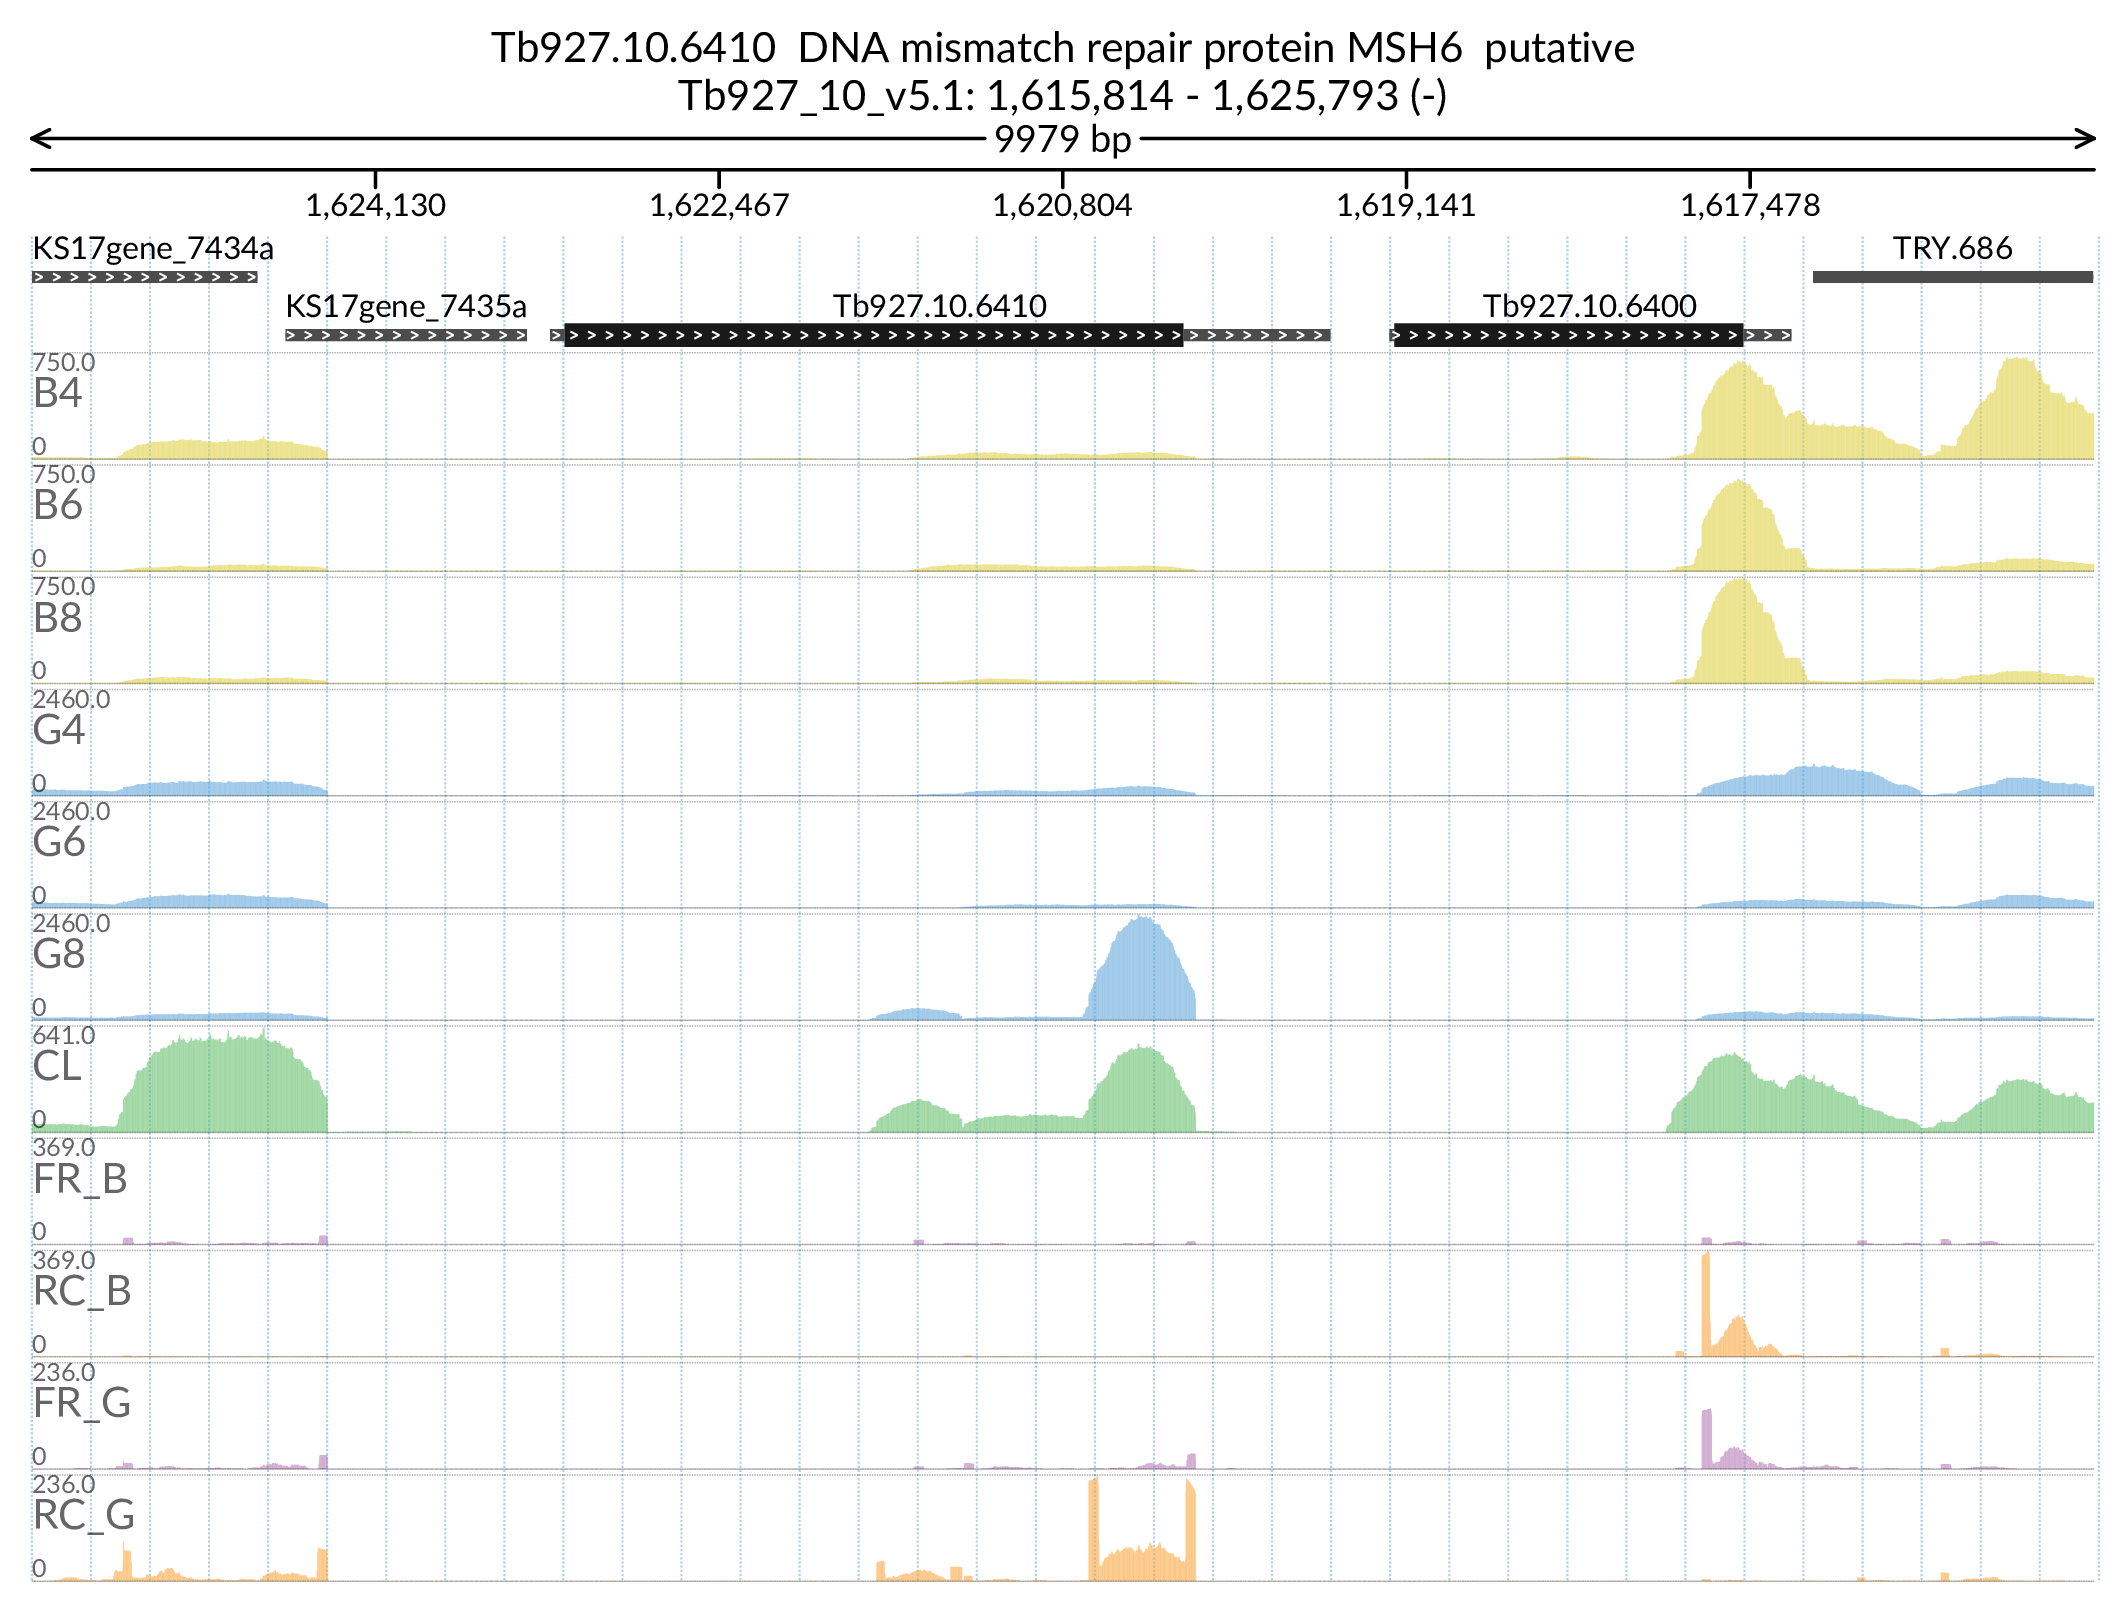 Tb927.10.6410  DNA mismatch repair protein MSH6  putative
Tb927_10_v5.1: 1,615,814 - 1,625,793 (-)
9979 bp
1,624,130 1,622,467 1,620,804 1,619,141 1,617,478
KS17gene_7434a TRY.686
KS17gene_7435a Tb927.10.6410 Tb927.10.6400
750.0
B4
0
750.0
B6
0
750.0
B8
0
2460.0
G4
0
2460.0
G6
0
2460.0
G8
0
641.0
CL
0
369.0
FR_B
0
369.0
RC_B
0
236.0
FR_G
0
236.0
RC_G
0